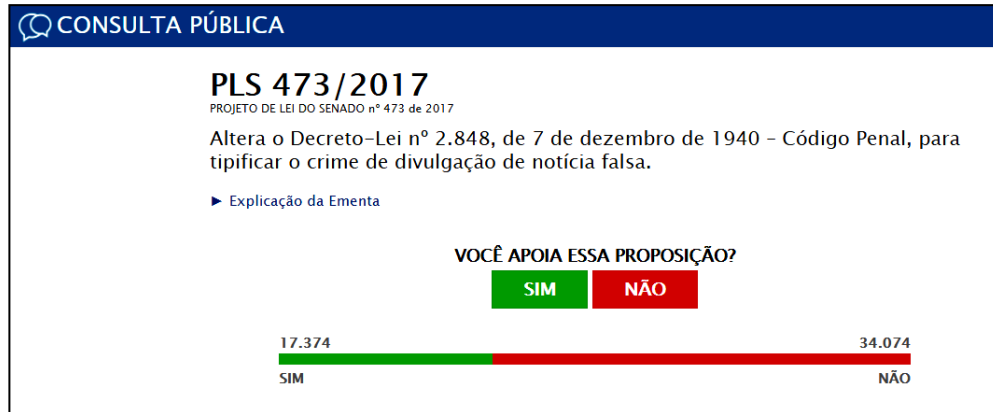 CONSULTA PÚBLICA
PLS 473/2017
PROJETO DE LEI DO SENADO nº 473 de 2017
Altera o Decreto-Lei nº 2.848, de 7 de dezembro de 1940 - Código Penal, para
tipificar o crime de divulgação de notícia falsa.
► Explicação da Ementa
VOCÊ APOIA ESSA PROPOSIÇÃO?
SIM NÃO
17.374 34.074
SIM NÃO